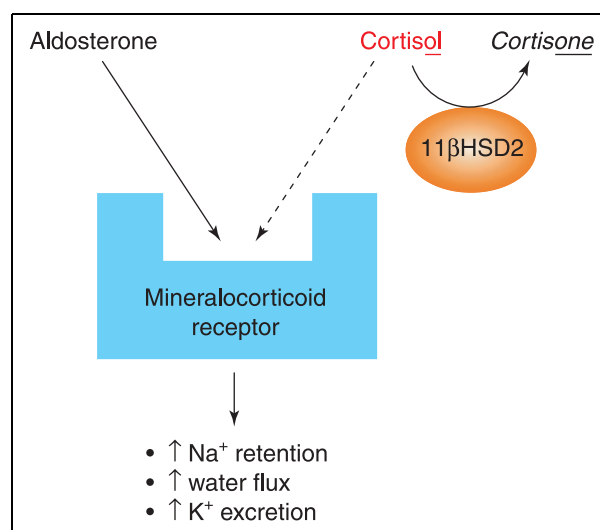 Aldosterone
Cortisol
Cortisone
11βHSD2
Mineralocorticoid
receptor
• ↑ Na⁺ retention
• ↑ water flux
• ↑ K⁺ excretion